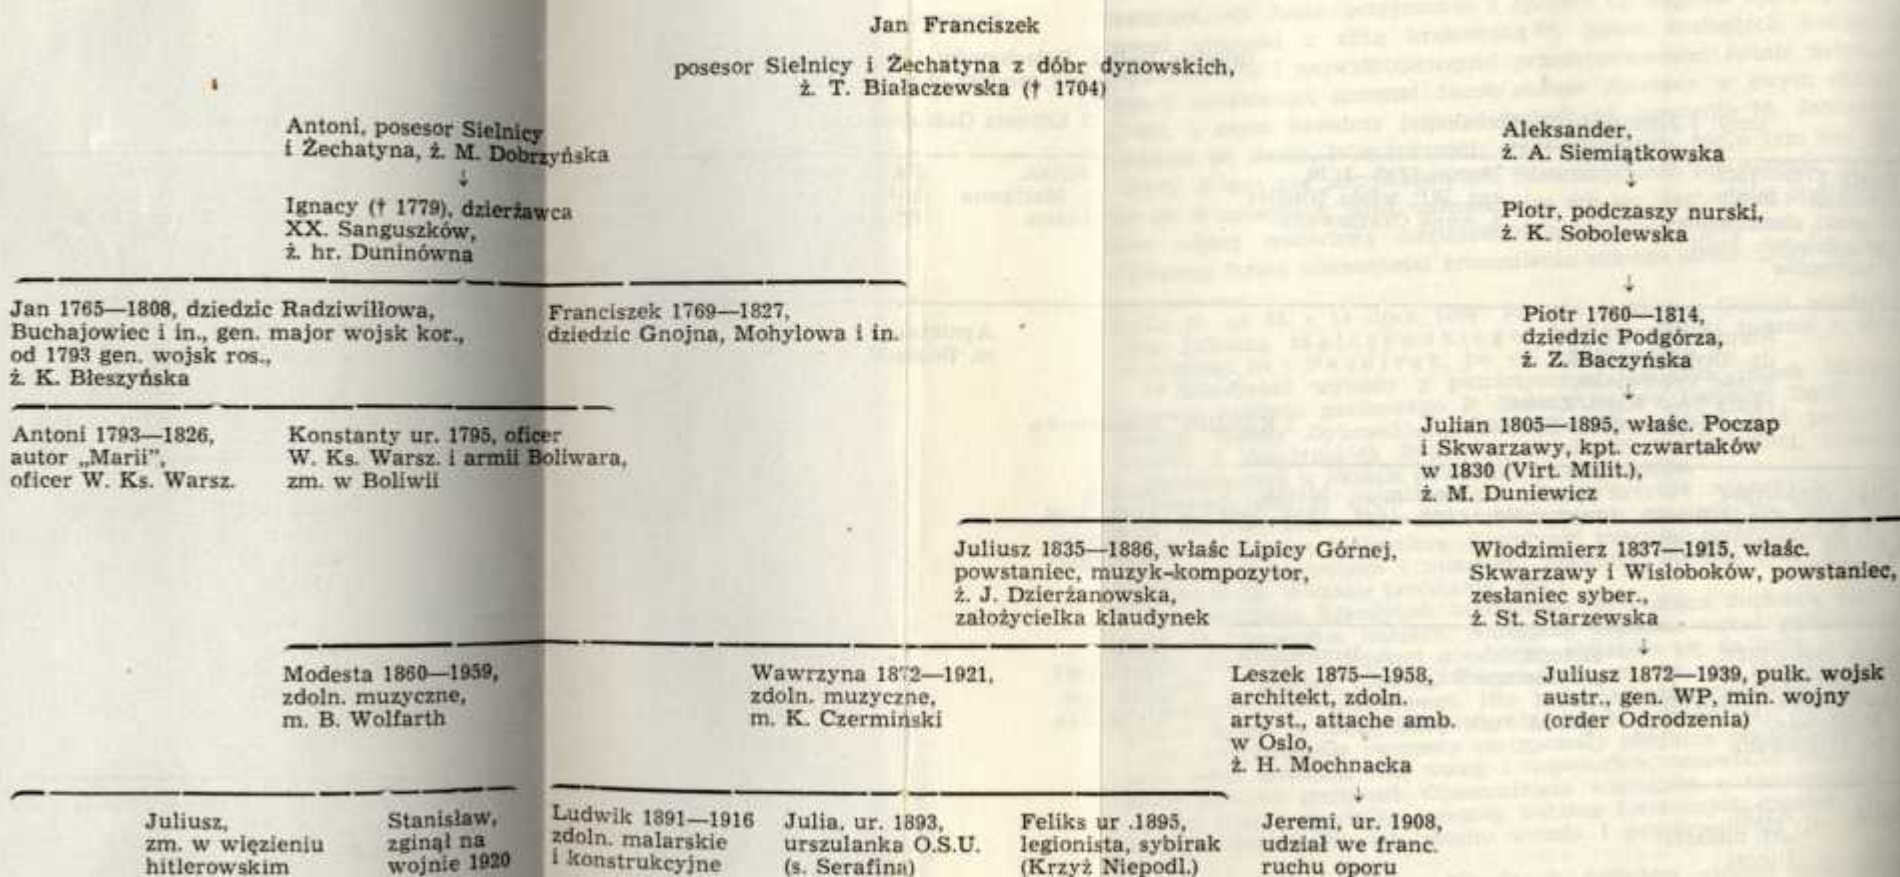 Jan Franciszek
posesor Sielnicy i Żechatyna z dóbr dynowskich,
ż. T. Białaczewska († 1704)
Antoni, posesor Sielnicy
i Żechatyna, ż. M. Dobrzyńska
↓
Ignacy († 1779), dzierżawca
XX. Sanguszków,
ż. hr. Duninówna
Aleksander,
ż. A. Siemiątkowska
↓
Piotr, podczaszy nurski,
ż. K. Sobolewska
↓
Jan 1765—1808, dziedzic Radziwiłłowa,
Buchajowiec i in., gen. major wojsk kor.,
od 1793 gen. wojsk ros.,
ż. K. Błeszyńska
Franciszek 1769—1827,
dziedzic Gnojna, Mohylowa i in.
Piotr 1760—1814,
dziedzic Podgórza,
ż. Z. Baczyńska
↓
Antoni 1793—1826,
autor „Marii”,
oficer W. Ks. Warsz.
Konstanty ur. 1795, oficer
W. Ks. Warsz. i armii Boliwara,
zm. w Boliwii
Julian 1805—1895, właśc. Poczap
i Skwarzawy, kpt. czwartaków
w 1830 (Virt. Milit.),
ż. M. Duniewicz
Juliusz 1835—1886, właśc Lipicy Górnej,
powstaniec, muzyk-kompozytor,
ż. J. Dzierżanowska,
założycielka klaudynek
Włodzimierz 1837—1915, właśc.
Skwarzawy i Wisłoboków, powstaniec,
zesłaniec syber.,
ż. St. Starzewska
↓
Modesta 1860—1959,
zdoln. muzyczne,
m. B. Wolfarth
Wawrzyna 1872—1921,
zdoln. muzyczne,
m. K. Czermiński
Leszek 1875—1958,
architekt, zdoln.
artyst., attache amb.
w Oslo,
ż. H. Mochnacka
↓
Juliusz 1872—1939, pułk. wojsk
austr., gen. WP, min. wojny
(order Odrodzenia)
Juliusz,
zm. w więzieniu
hitlerowskim
Stanisław,
zginął na
wojnie 1920
Ludwik 1891—1916
zdoln. malarskie
i konstrukcyjne
Julia, ur. 1893,
urszulanka O.S.U.
(s. Serafina)
Feliks ur .1895,
legionista, sybirak
(Krzyż Niepodl.)
Jeremi, ur. 1908,
udział we franc.
ruchu oporu